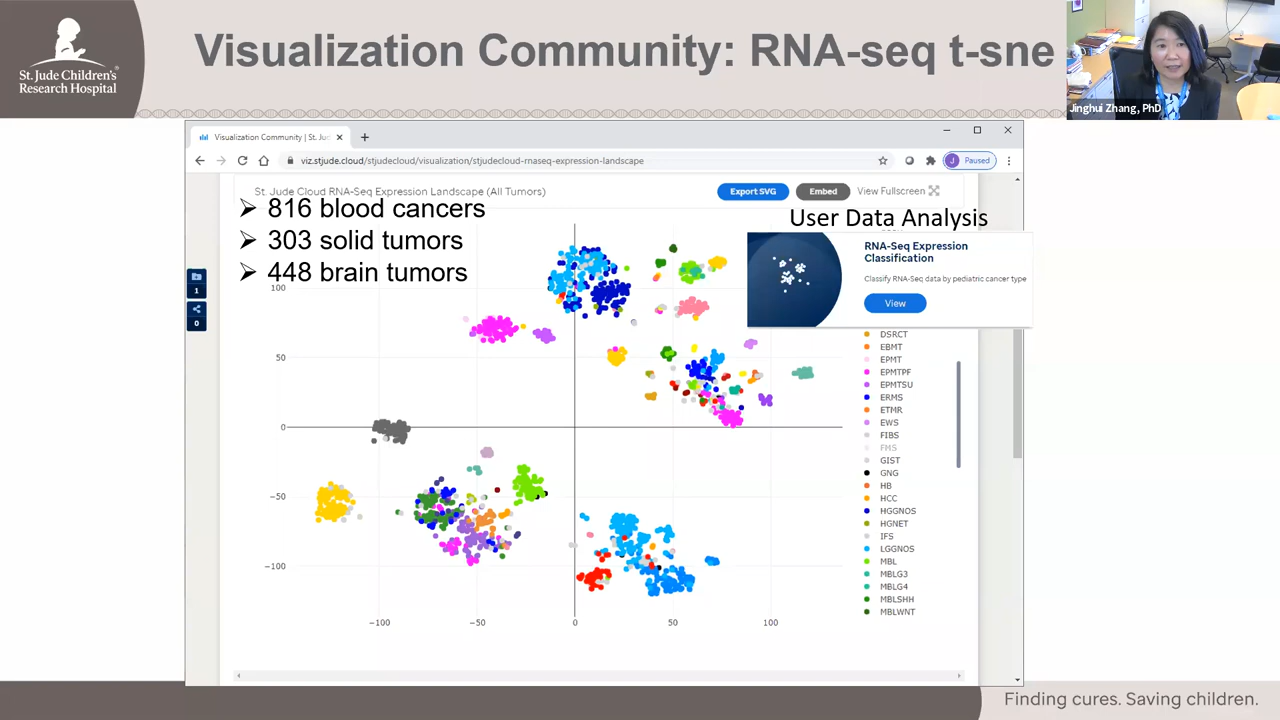 St. Jude Children's®
Research Hospital
Visualization Community: RNA-seq t-sne
Jinghui Zhang, PhD
Visualization Community | St. Jud
viz.stjude.cloud/stjudecloud/visualization/stjudecloud-rnaseq-expression-landscape
J Paused
St. Jude Cloud RNA-Seq Expression Landscape (All Tumors)
Export SVG
Embed
View Fullscreen
➢ 816 blood cancers
➢ 303 solid tumors
➢ 448 brain tumors
User Data Analysis
RNA-Seq Expression
Classification
Classify RNA-Seq data by pediatric cancer type
View
1
0
100
50
0
−50
−100
−100
−50
0
50
100
DSRCT
EBMT
EPMT
EPMTPF
EPMTSU
ERMS
ETMR
EWS
FIBS
FMS
GIST
GNG
HB
HCC
HGGNOS
HGNET
IFS
LGGNOS
MBL
MBLG3
MBLG4
MBLSHH
MBLWNT
Finding cures. Saving children.